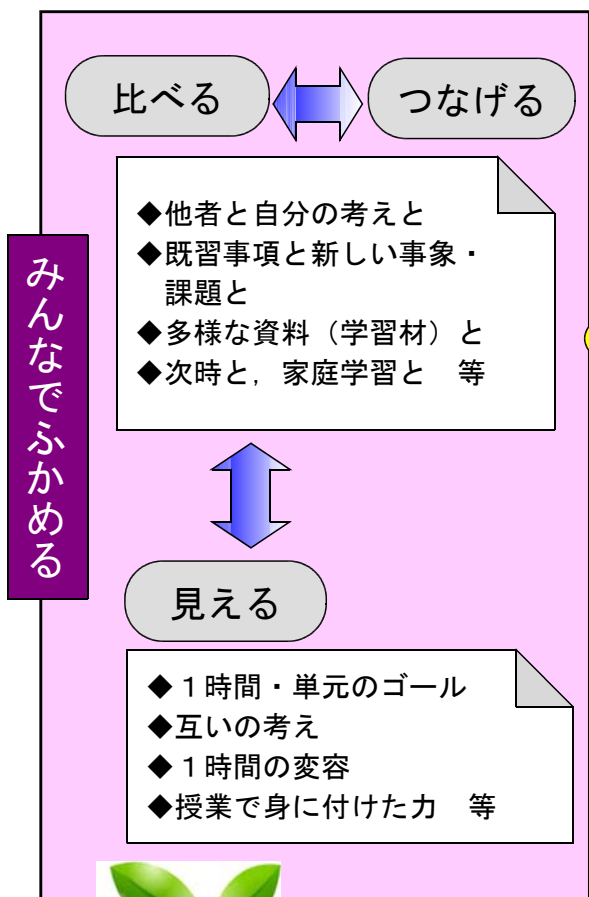 比べる
つなげる
◆他者と自分の考えと
◆既習事項と新しい事象・
課題と
◆多様な資料（学習材）と
◆次時と，家庭学習と　等
みんなでふかめる
見える
◆１時間・単元のゴール
◆互いの考え
◆１時間の変容
◆授業で身に付けた力　等